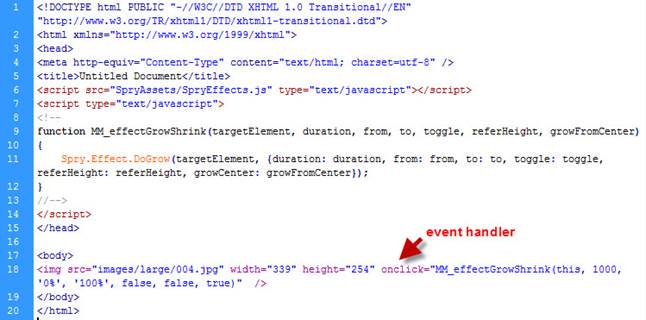 1 <!DOCTYPE html PUBLIC "-//W3C//DTD XHTML 1.0 Transitional//EN"
"http://www.w3.org/TR/xhtml1/DTD/xhtml1-transitional.dtd">
2 <html xmlns="http://www.w3.org/1999/xhtml">
3 <head>
4 <meta http-equiv="Content-Type" content="text/html; charset=utf-8" />
5 <title>Untitled Document</title>
6 <script src="SpryAssets/SpryEffects.js" type="text/javascript"></script>
7 <script type="text/javascript">
8 <!--
9 function MM_effectGrowShrink(targetElement, duration, from, to, toggle, referHeight, growFromCenter)
10 {
11 Spry.Effect.DoGrow(targetElement, {duration: duration, from: from, to: to, toggle: toggle,
referHeight: referHeight, growCenter: growFromCenter});
12 }
13 //-->
14 </script>
15 </head>
event handler
16
17 <body>
18 <img src="images/large/004.jpg" width="339" height="254" onclick="MM_effectGrowShrink(this, 1000,
'0%', '100%', false, false, true)" />
19 </body>
20 </html>